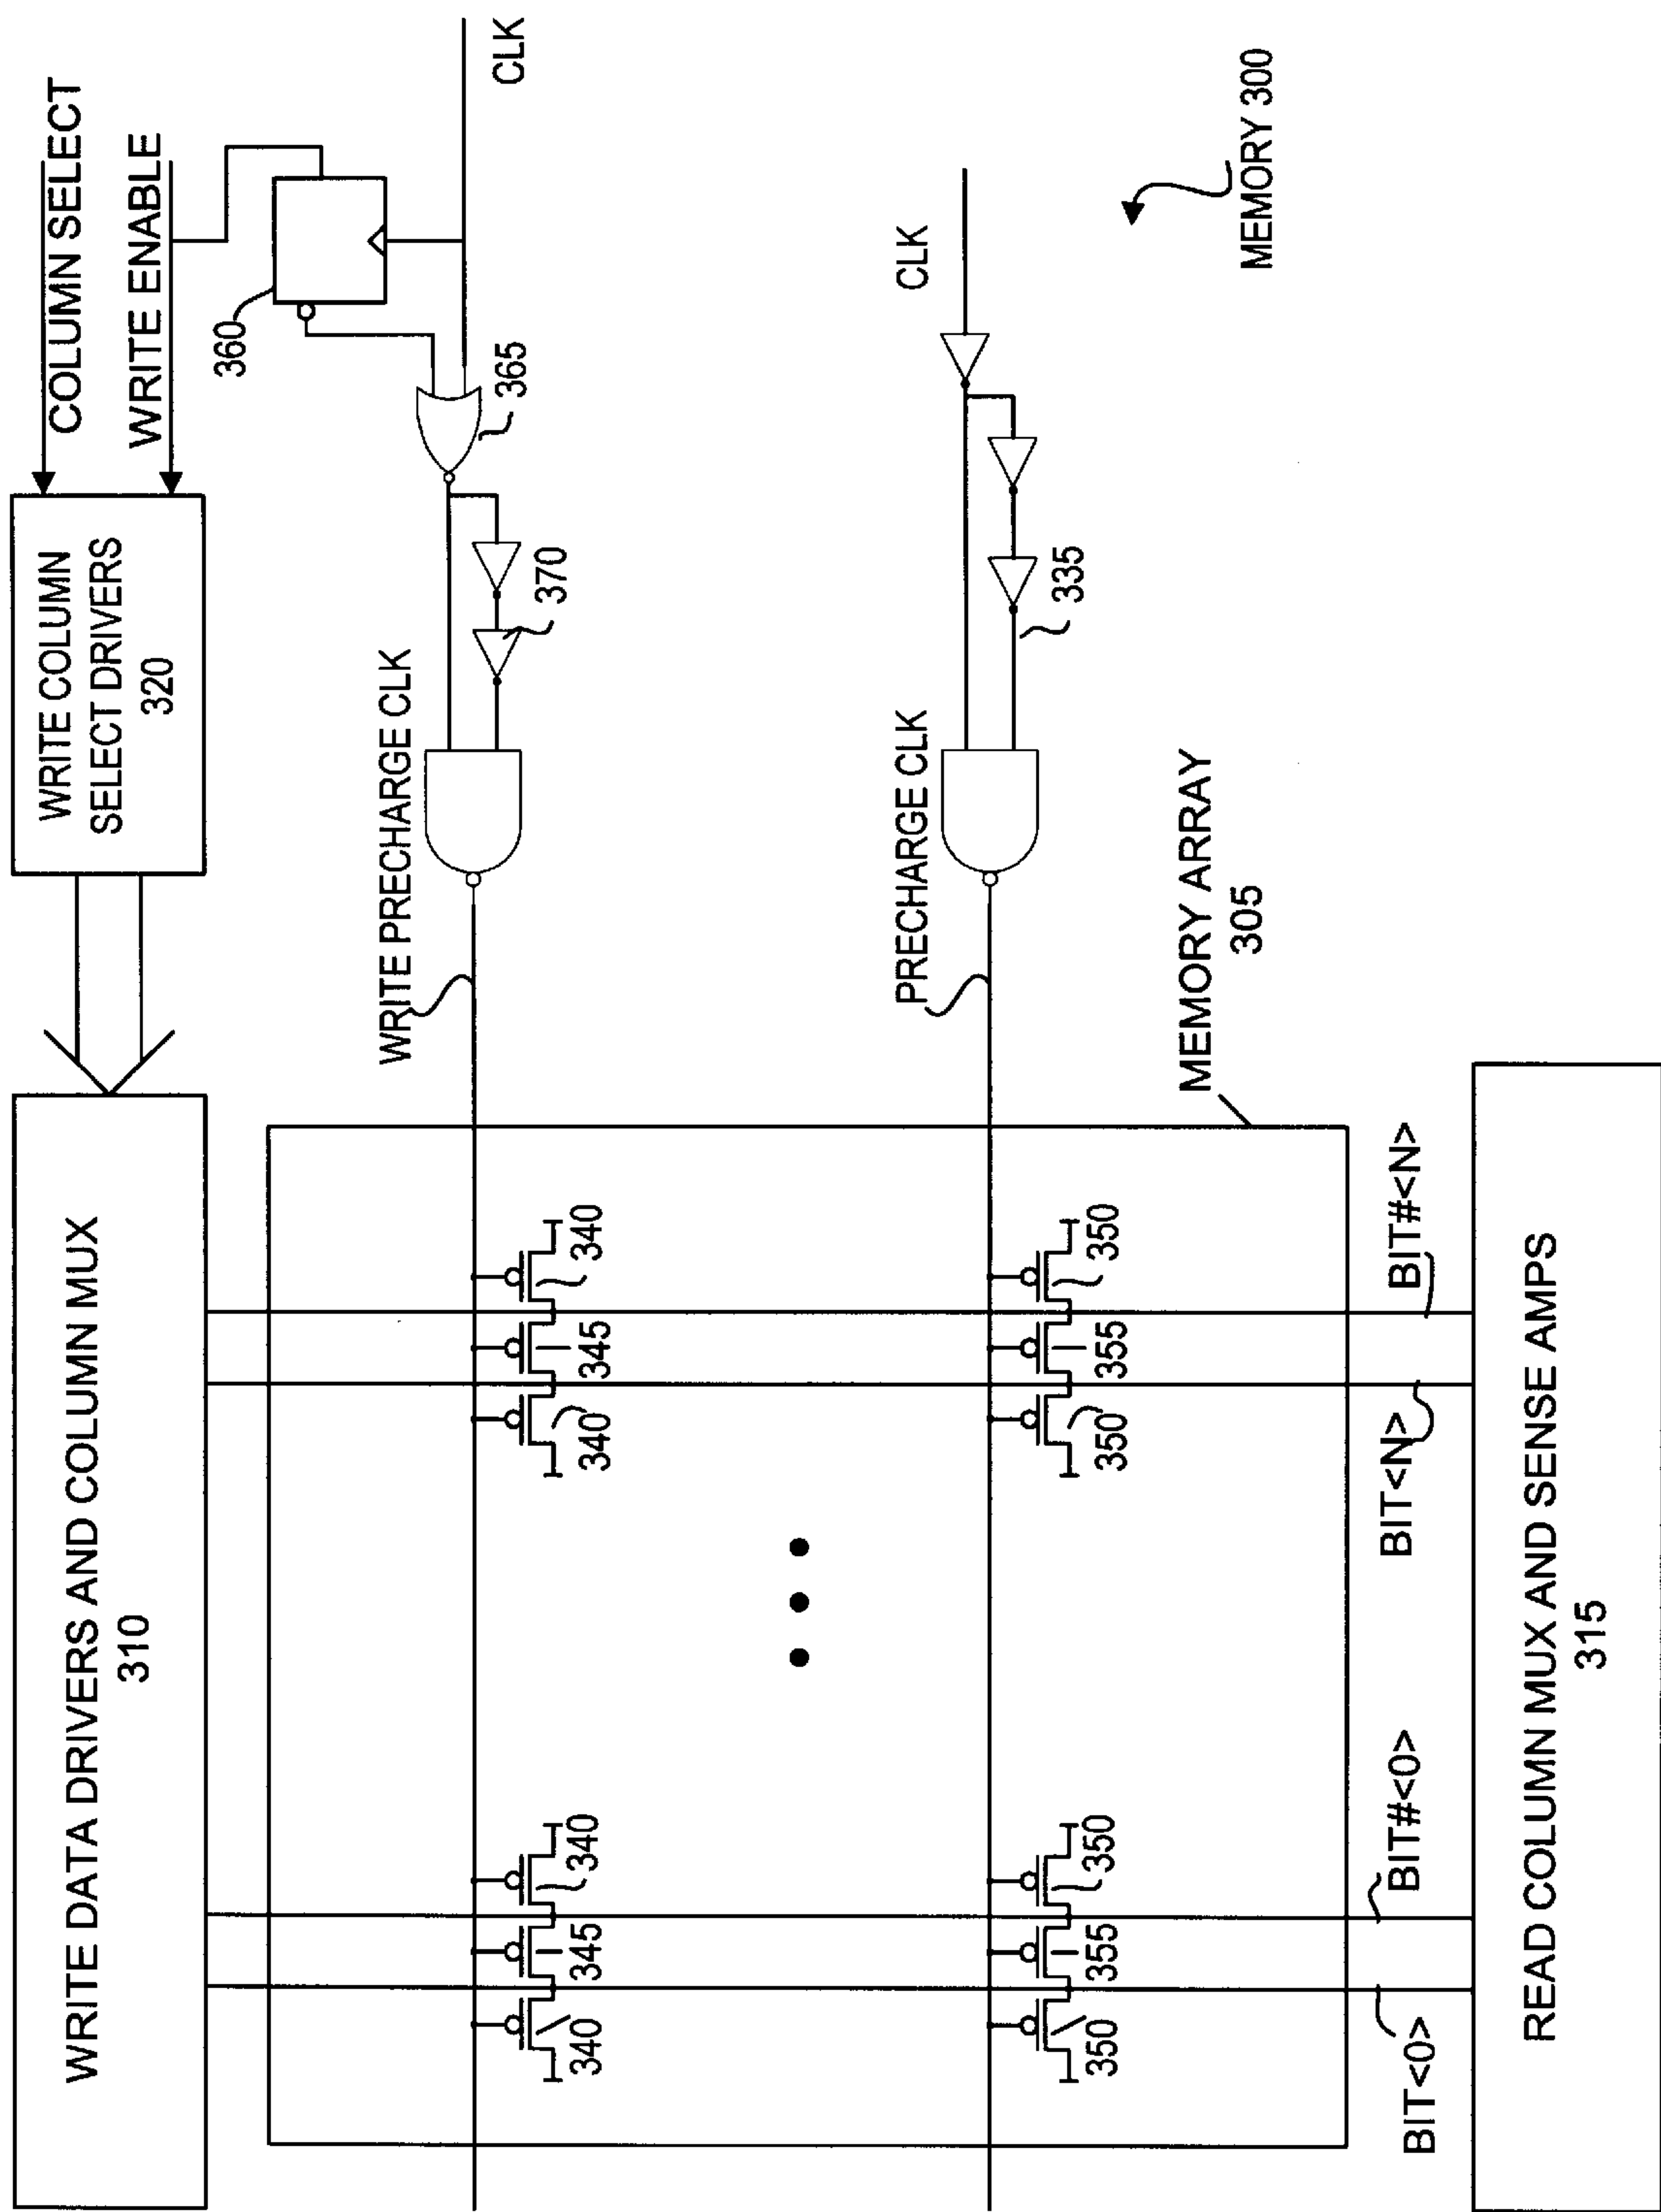 WRITE DATA DRIVERS AND COLUMN MUX
310
WRITE COLUMN
SELECT DRIVERS
320
COLUMN SELECT
WRITE ENABLE
360
WRITE PRECHARGE CLK
365
CLK
370
340 345 340 340 345 340
PRECHARGE CLK
CLK
335
350 355 350 350 355 350
MEMORY ARRAY
305
MEMORY 300
BIT<0> BIT#<0> BIT<N> BIT#<N>
READ COLUMN MUX AND SENSE AMPS
315